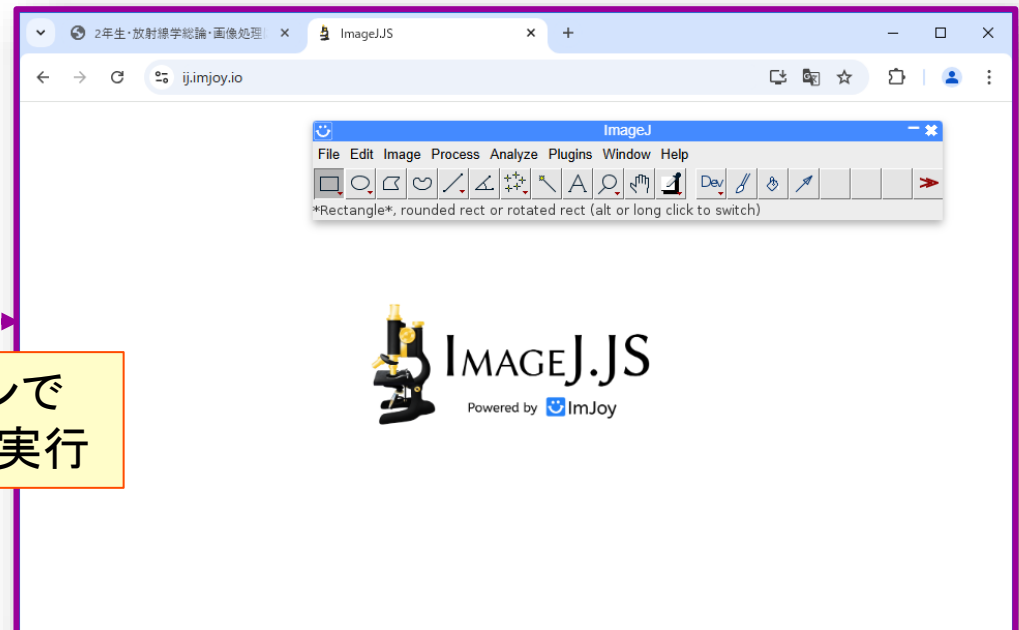 2年生・放射線学総論・画像処理
ImageJ.JS
ij.imjoy.io
ImageJ
File Edit Image Process Analyze Plugins Window Help
Dev
*Rectangle*, rounded rect or rotated rect (alt or long click to switch)
IMAGEJ.JS
Powered by ImJoy
ンで
実行